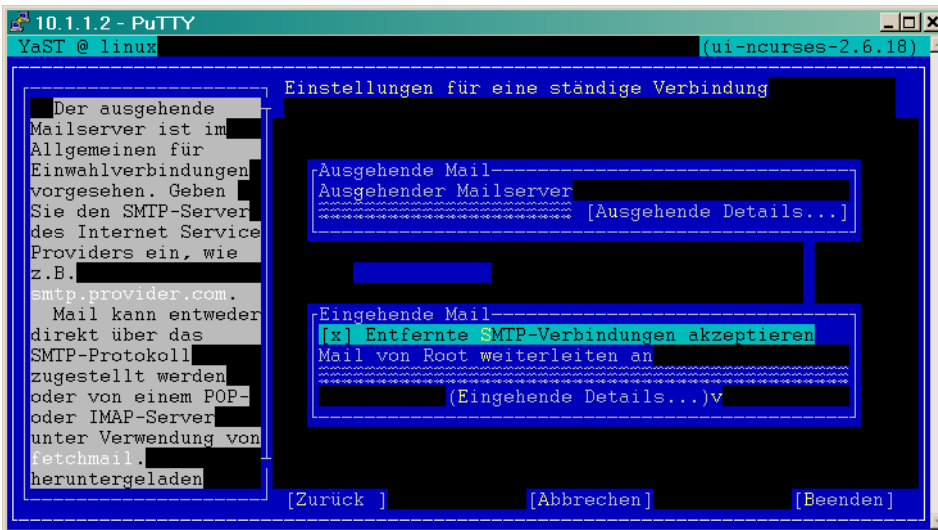 10.1.1.2 - PuTTY
YaST @ linux (ui-ncurses-2.6.18)
Einstellungen für eine ständige Verbindung
Der ausgehende
Mailserver ist im
Allgemeinen für
Einwahlverbindungen
vorgesehen. Geben
Sie den SMTP-Server
des Internet Service
Providers ein, wie
z.B.
smtp.provider.com.
Mail kann entweder
direkt über das
SMTP-Protokoll
zugestellt werden
oder von einem POP-
oder IMAP-Server
unter Verwendung von
fetchmail.
heruntergeladen
Ausgehende Mail
Ausgehender Mailserver
[Ausgehende Details...]
Eingehende Mail
[x] Entfernte SMTP-Verbindungen akzeptieren
Mail von Root weiterleiten an
(Eingehende Details...)v
[Zurück ] [Abbrechen] [Beenden]